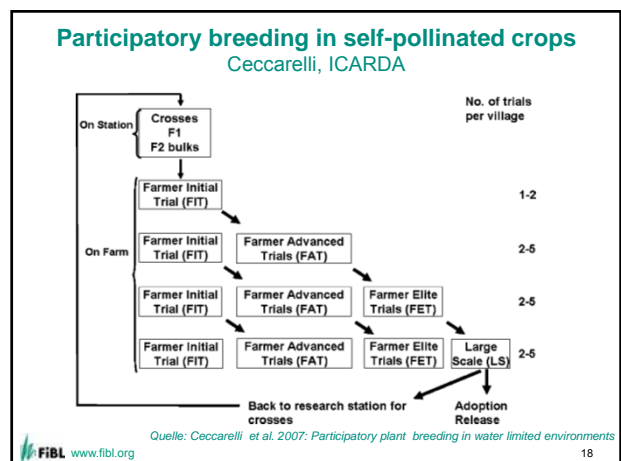 Participatory breeding in self-pollinated crops
Ceccarelli, ICARDA
No. of trials
per village
On Station
Crosses
F1
F2 bulks
Farmer Initial
Trial (FIT)
1-2
On Farm
Farmer Initial
Trial (FIT)
Farmer Advanced
Trials (FAT)
2-5
Farmer Initial
Trial (FIT)
Farmer Advanced
Trials (FAT)
Farmer Elite
Trials (FET)
2-5
Farmer Initial
Trial (FIT)
Farmer Advanced
Trials (FAT)
Farmer Elite
Trials (FET)
Large
Scale (LS)
2-5
Back to research station for
crosses
Adoption
Release
Quelle: Ceccarelli et al. 2007: Participatory plant breeding in water limited environments
FiBL www.fibl.org
18